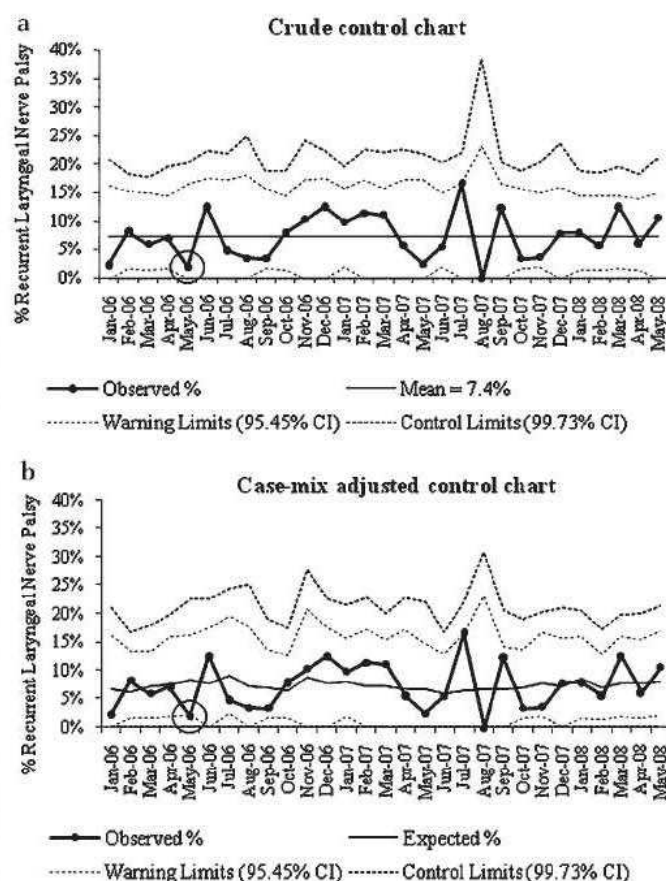 a
Crude control chart
% Recurrent Laryngeal Nerve Palsy
40%
35%
30%
25%
20%
15%
10%
5%
0%
Jan-06
Feb-06
Mar-06
Apr-06
May-06
Jun-06
Jul-06
Aug-06
Sep-06
Oct-06
Nov-06
Dec-06
Jan-07
Feb-07
Mar-07
Apr-07
May-07
Jun-07
Jul-07
Aug-07
Sep-07
Oct-07
Nov-07
Dec-07
Jan-08
Feb-08
Mar-08
Apr-08
May-08
Observed % Mean = 7.4%
Warning Limits (95.45% CI) Control Limits (99.73% CI)
b
Case-mix adjusted control chart
% Recurrent Laryngeal Nerve Palsy
40%
35%
30%
25%
20%
15%
10%
5%
0%
Jan-06
Feb-06
Mar-06
Apr-06
May-06
Jun-06
Jul-06
Aug-06
Sep-06
Oct-06
Nov-06
Dec-06
Jan-07
Feb-07
Mar-07
Apr-07
May-07
Jun-07
Jul-07
Aug-07
Sep-07
Oct-07
Nov-07
Dec-07
Jan-08
Feb-08
Mar-08
Apr-08
May-08
Observed % Expected %
Warning Limits (95.45% CI) Control Limits (99.73% CI)